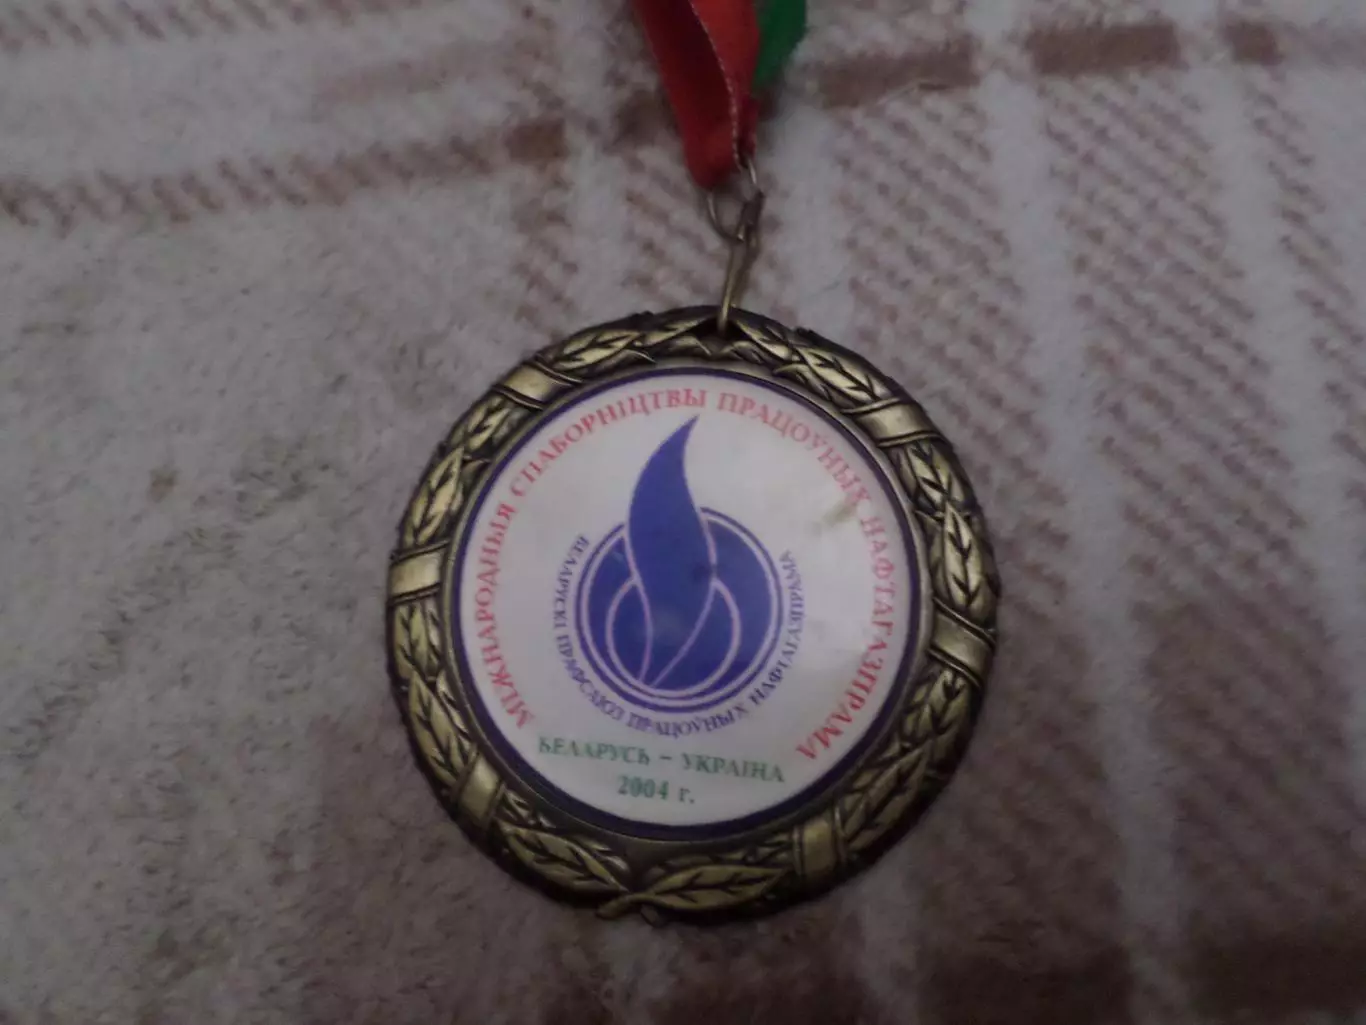 МІЖНАРОДНЫЯ СПАБОРНІЦТВЫ ПРАЦОЎНЫХ НАФТАГАЗПРАМА
БЕЛАРУСКІ ПРАФСАЮЗ ПРАЦОЎНЫХ НАФТАГАЗПРАМА
БЕЛАРУСЬ - УКРАІНА
2004 г.